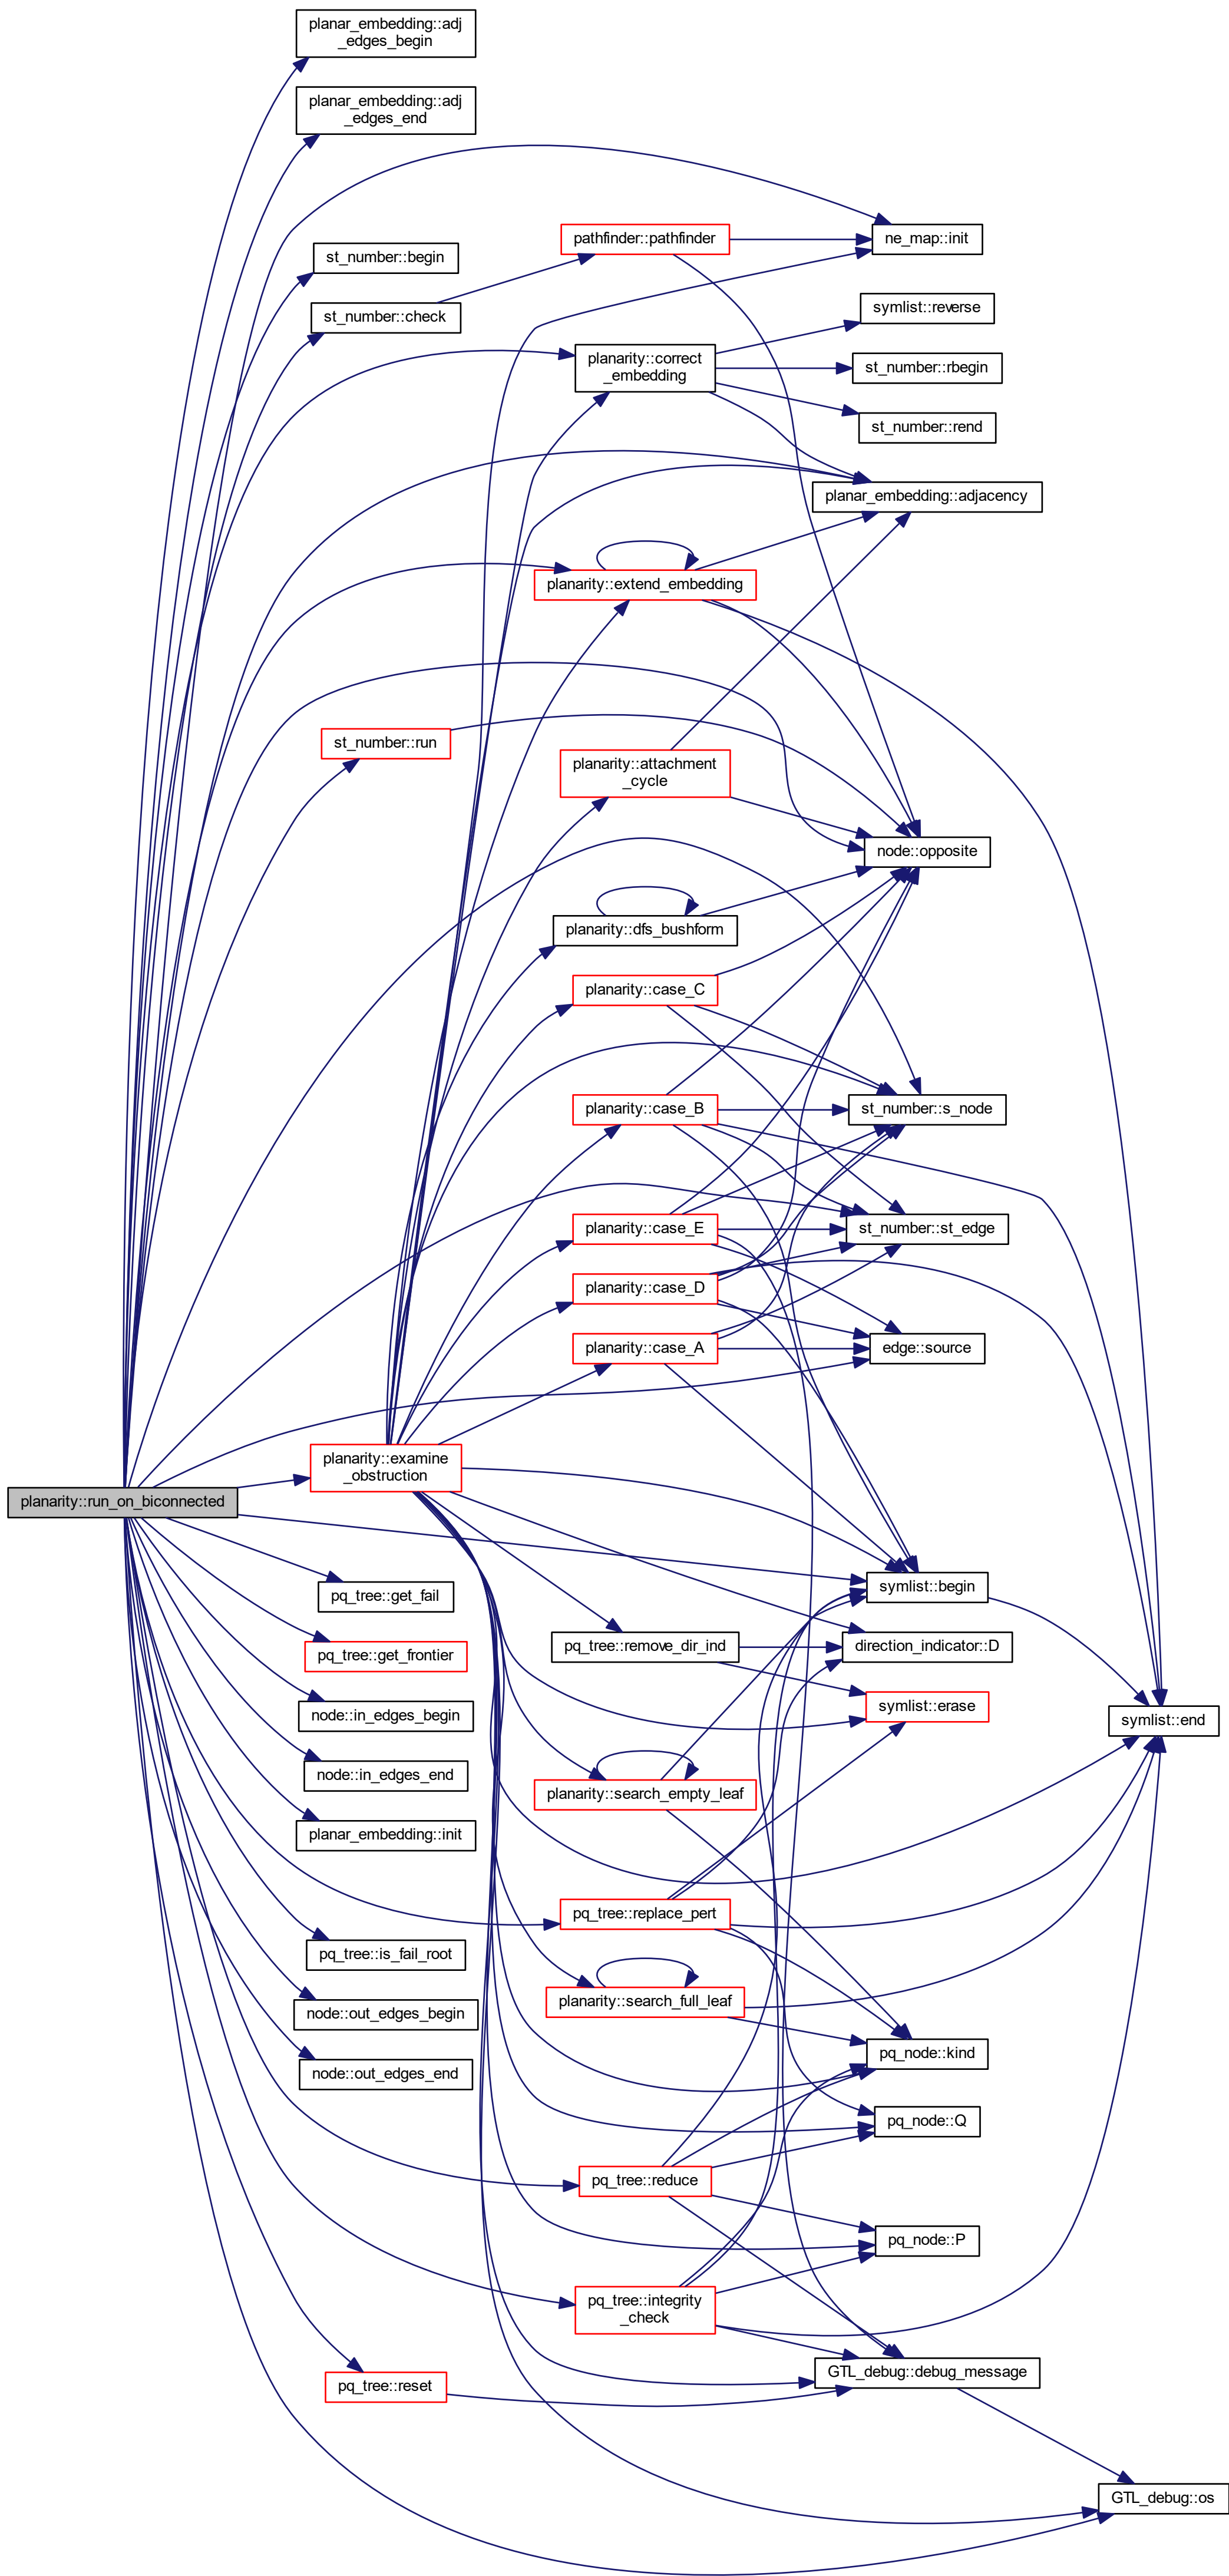 planar_embedding::adj
_edges_begin
planar_embedding::adj
_edges_end
pathfinder::pathfinder
ne_map::init
st_number::begin
st_number::check
symlist::reverse
planarity::correct
_embedding
st_number::rbegin
st_number::rend
planar_embedding::adjacency
planarity::extend_embedding
st_number::run
planarity::attachment
_cycle
node::opposite
planarity::dfs_bushform
planarity::case_C
planarity::case_B
st_number::s_node
planarity::case_E
st_number::st_edge
planarity::case_D
planarity::case_A
edge::source
planarity::examine
_obstruction
planarity::run_on_biconnected
pq_tree::get_fail
symlist::begin
pq_tree::get_frontier
pq_tree::remove_dir_ind
direction_indicator::D
node::in_edges_begin
symlist::erase
symlist::end
node::in_edges_end
planarity::search_empty_leaf
planar_embedding::init
pq_tree::replace_pert
pq_tree::is_fail_root
node::out_edges_begin
planarity::search_full_leaf
node::out_edges_end
pq_node::kind
pq_node::Q
pq_tree::reduce
pq_node::P
pq_tree::integrity
_check
GTL_debug::debug_message
pq_tree::reset
GTL_debug::os